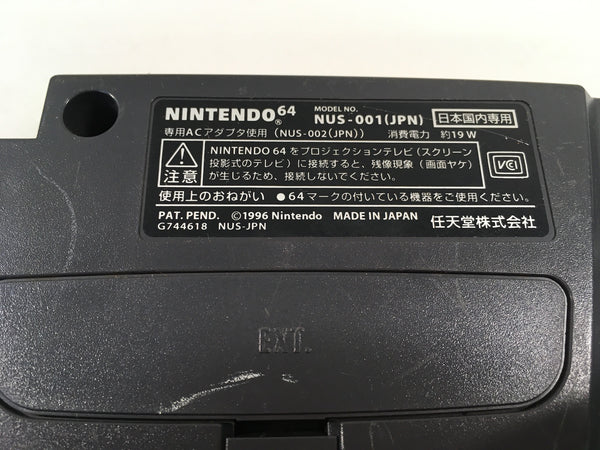 NINTENDO 64® MODEL NO. NUS-001(JPN) 日本国内専用
専用ACアダプタ使用（NUS-002(JPN)） 消費電力 約19W
注意
NINTENDO 64をプロジェクションテレビ（スクリーン
投影式のテレビ）に接続すると、残像現象（画面ヤケ）
が生じるため、接続しないでください。
VCI
使用上のおねがい ●64マークの付いている機器をご使用ください。
PAT. PEND. ©1996 Nintendo MADE IN JAPAN 任天堂株式会社
G744618 NUS-JPN
EXT.